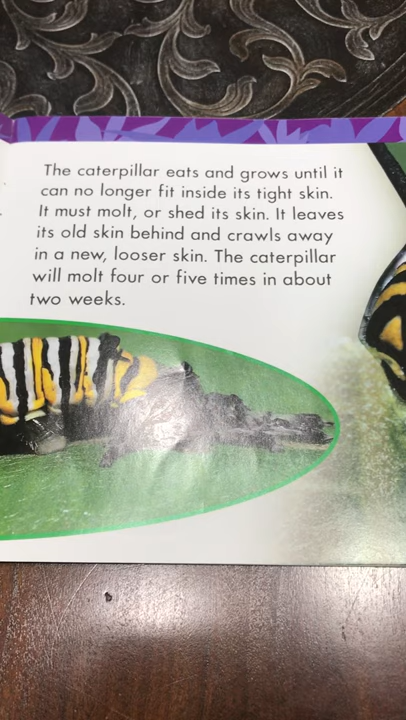 The caterpillar eats and grows until it
can no longer fit inside its tight skin.
It must molt, or shed its skin. It leaves
its old skin behind and crawls away
in a new, looser skin. The caterpillar
will molt four or five times in about
two weeks.